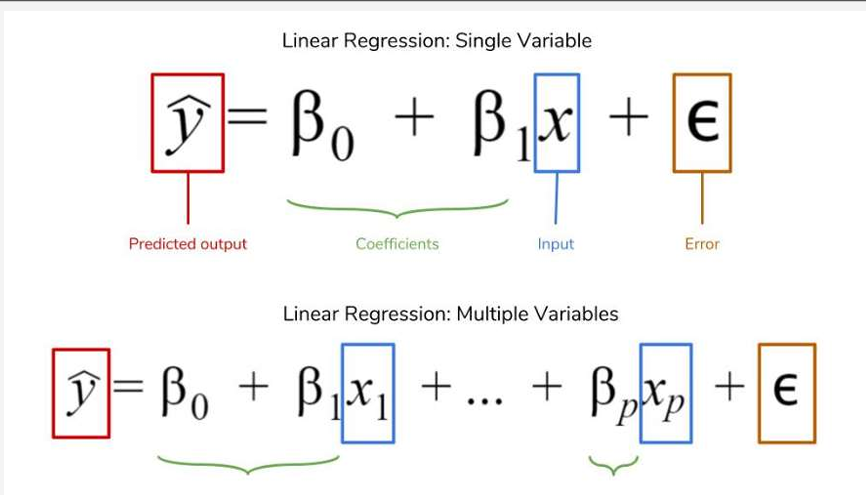 Linear Regression: Single Variable
ŷ = β₀ + β₁x + ϵ
Predicted output Coefficients Input Error
Linear Regression: Multiple Variables
ŷ = β₀ + β₁x₁ + ... + βₚxₚ + ϵ